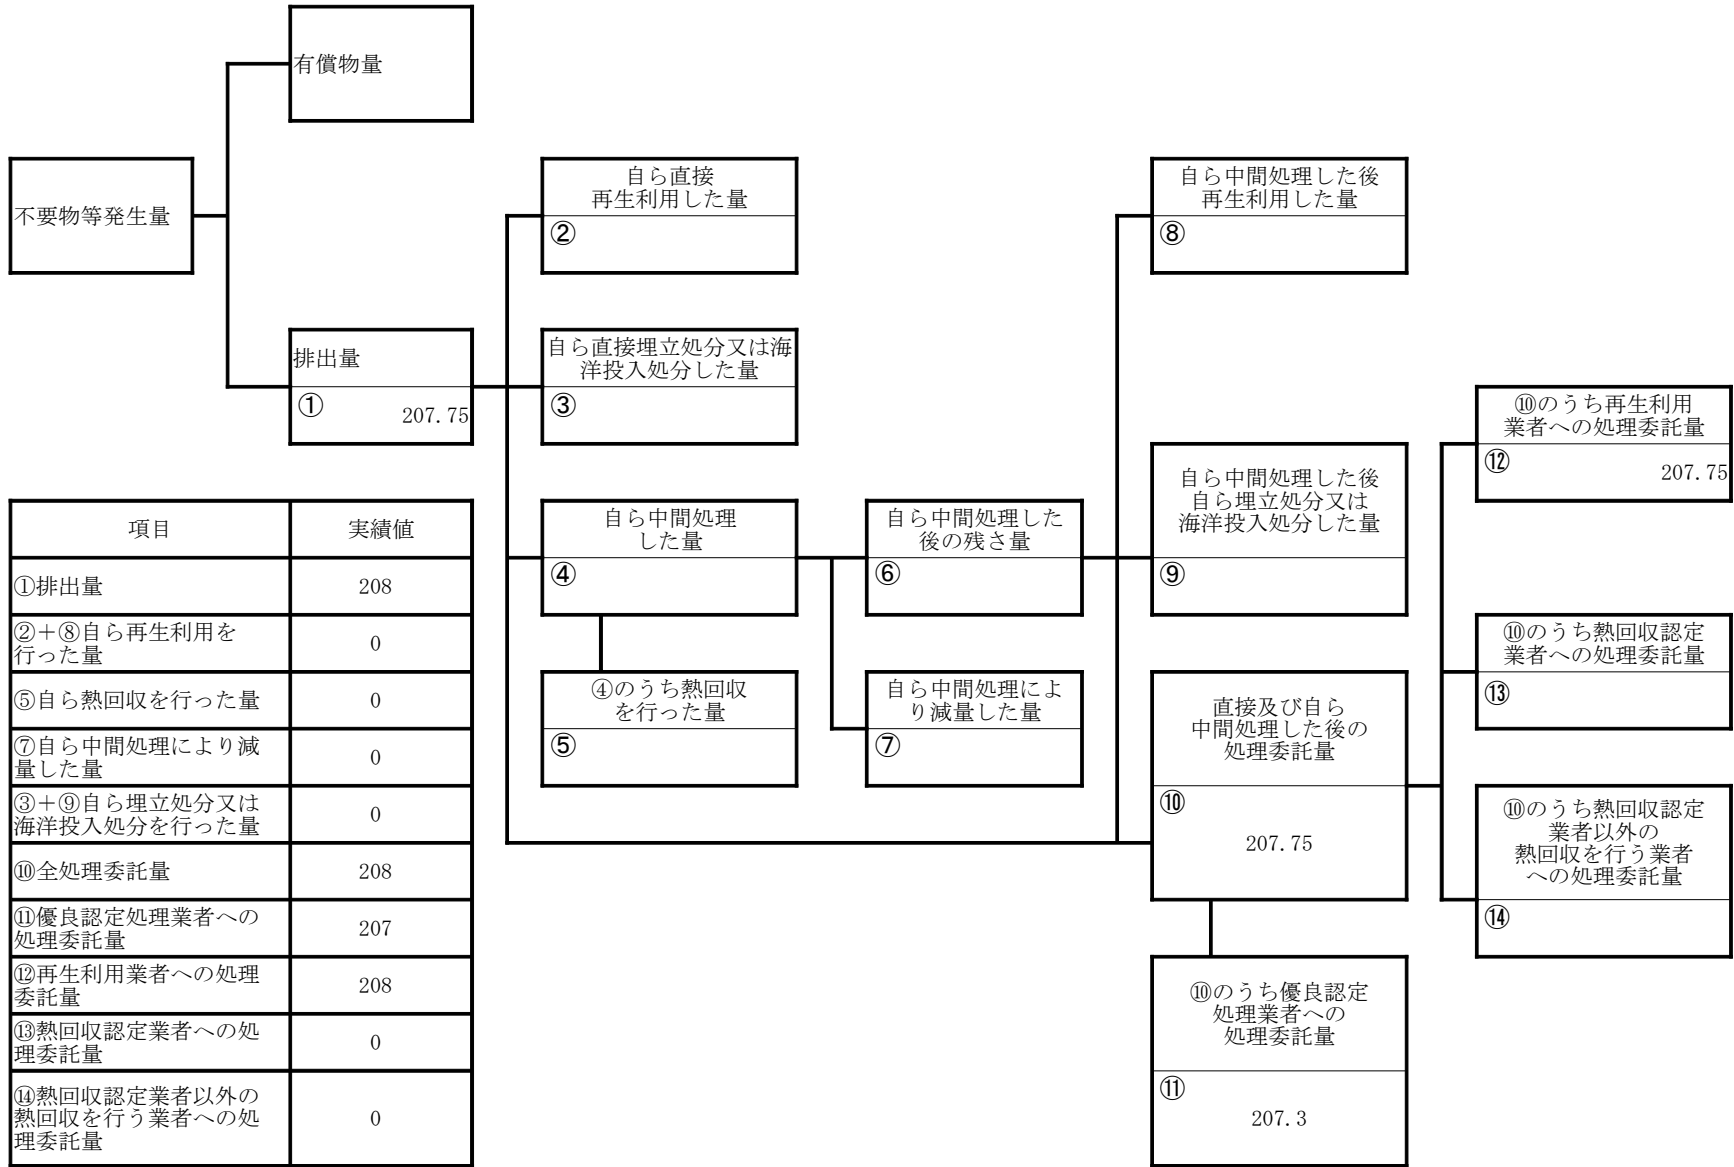 有償物量
不要物等発生量
自ら直接
再生利用した量
②
自ら中間処理した後
再生利用した量
⑧
排出量
①
207.75
自ら直接埋立処分又は海
洋投入処分した量
③
⑩のうち再生利用
業者への処理委託量
⑫
207.75
自ら中間処理した後
自ら埋立処分又は
海洋投入処分した量
⑨
自ら中間処理
した量
④
自ら中間処理した
後の残さ量
⑥
⑩のうち熱回収認定
業者への処理委託量
⑬
④のうち熱回収
を行った量
⑤
自ら中間処理によ
り減量した量
⑦
直接及び自ら
中間処理した後の
処理委託量
⑩
207.75
⑩のうち熱回収認定
業者以外の
熱回収を行う業者
への処理委託量
⑭
⑩のうち優良認定
処理業者への
処理委託量
⑪
207.3
項目 実績値
①排出量 208
②＋⑧自ら再生利用を
行った量 0
⑤自ら熱回収を行った量 0
⑦自ら中間処理により減
量した量 0
③＋⑨自ら埋立処分又は
海洋投入処分を行った量 0
⑩全処理委託量 208
⑪優良認定処理業者への
処理委託量 207
⑫再生利用業者への処理
委託量 208
⑬熱回収認定業者への処
理委託量 0
⑭熱回収認定業者以外の
熱回収を行う業者への処
理委託量 0